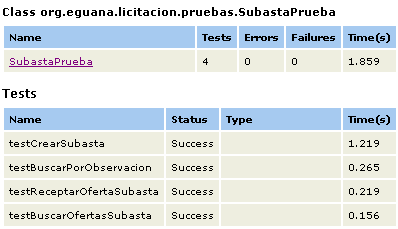 Class org.eguana.licitacion.pruebas.SubastaPrueba
Name Tests Errors Failures Time(s)
SubastaPrueba 4 0 0 1.859
Tests
Name Status Type Time(s)
testCrearSubasta Success 1.219
testBuscarPorObservacion Success 0.265
testReceptarOfertaSubasta Success 0.219
testBuscarOfertasSubasta Success 0.156